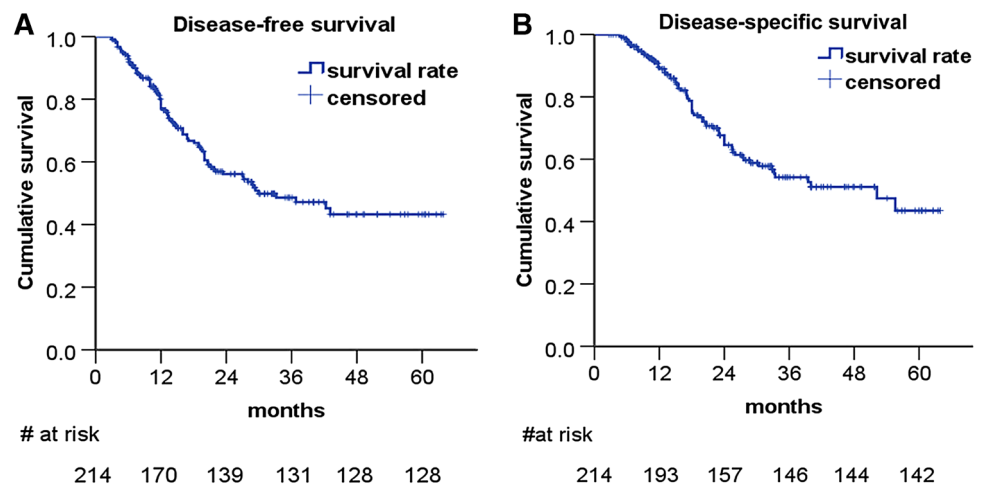 A
Disease-free survival
survival rate
censored
Cumulative survival
1.0
0.8
0.6
0.4
0.2
0.0
0 12 24 36 48 60
months
# at risk
214 170 139 131 128 128
B
Disease-specific survival
survival rate
censored
Cumulative survival
1.0
0.8
0.6
0.4
0.2
0.0
0 12 24 36 48 60
months
#at risk
214 193 157 146 144 142